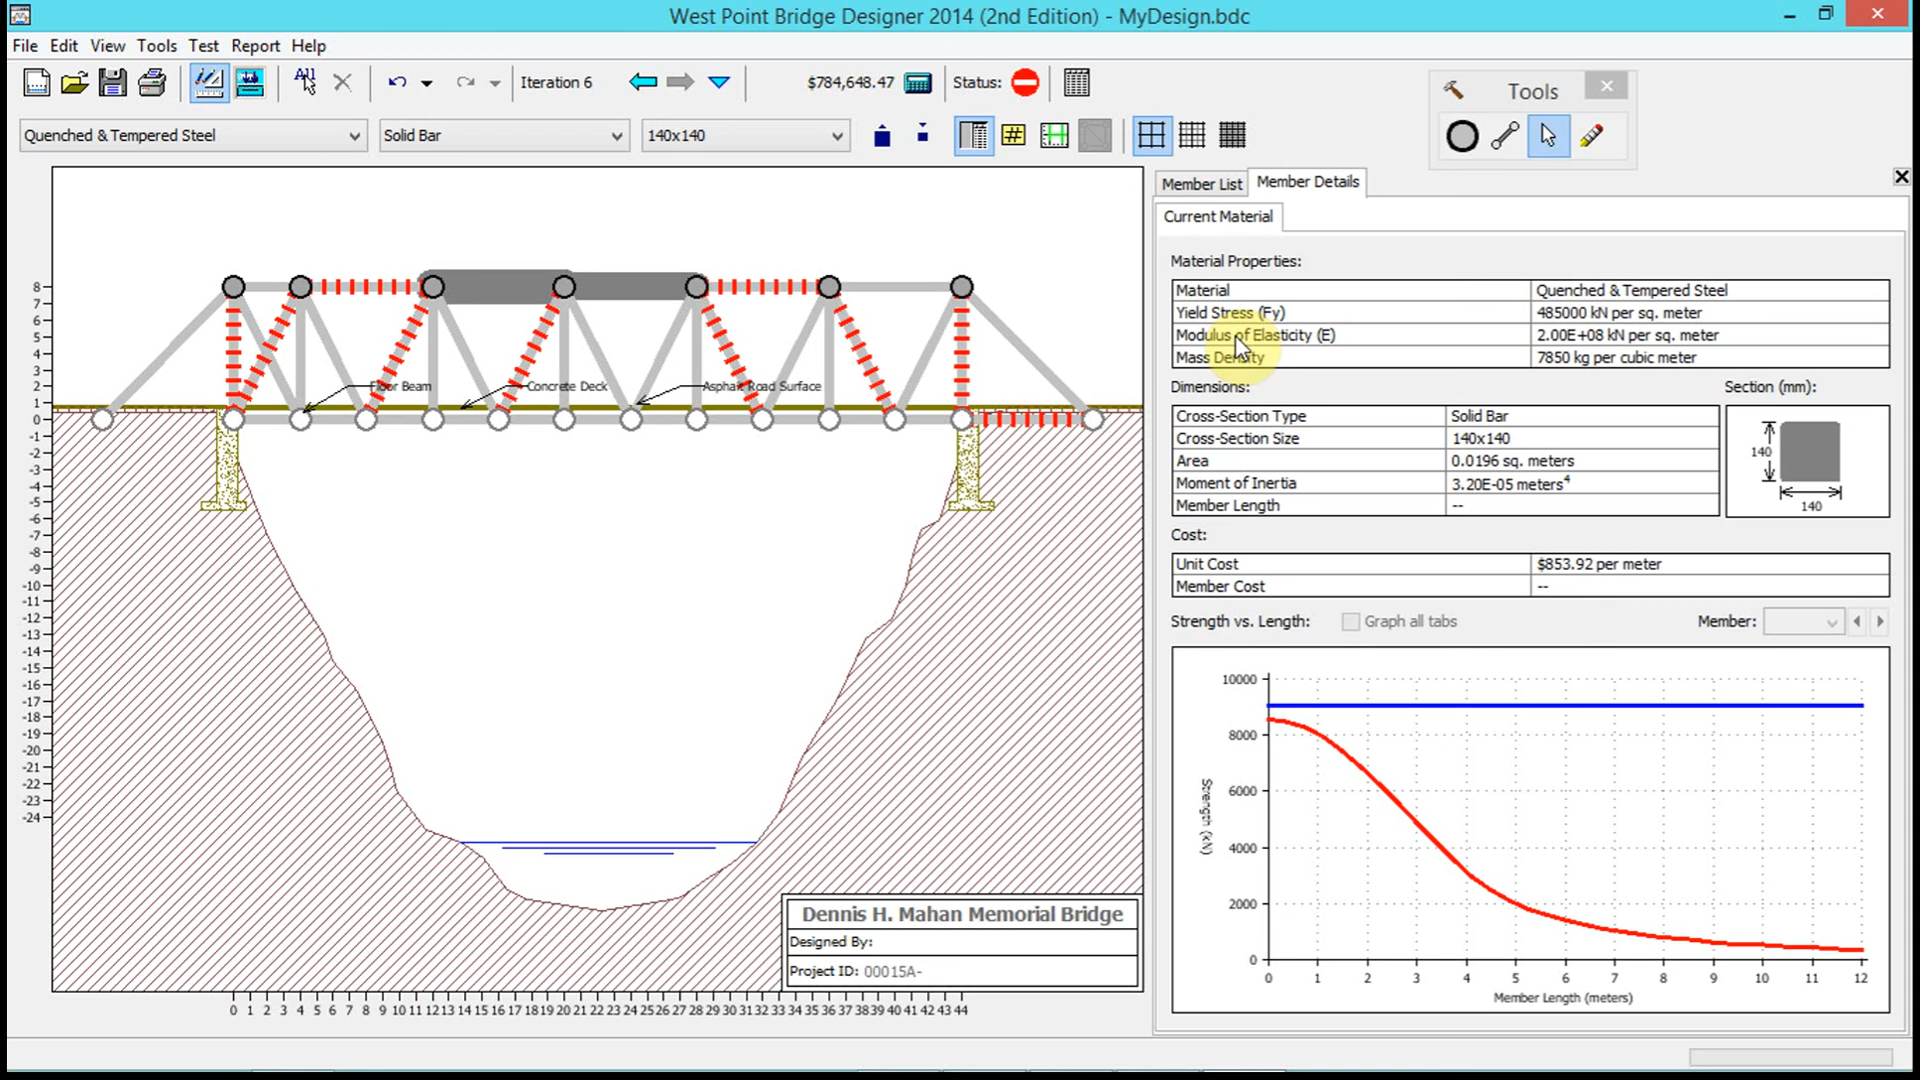 West Point Bridge Designer 2014 (2nd Edition) - MyDesign.bdc
File Edit View Tools Test Report Help
All Iteration 6 $784,648.47 Status:
Tools
Quenched & Tempered Steel Solid Bar 140x140
Member List Member Details
Current Material
Material Properties:
Material Quenched & Tempered Steel
Yield Stress (Fy) 485000 kN per sq. meter
Modulus of Elasticity (E) 2.00E+08 kN per sq. meter
Mass Density 7850 kg per cubic meter
Dimensions: Section (mm):
Cross-Section Type Solid Bar
Cross-Section Size 140x140
Area 0.0196 sq. meters
Moment of Inertia 3.20E-05 meters⁴
Member Length --
140
140
Cost:
Unit Cost $853.92 per meter
Member Cost --
Strength vs. Length: Graph all tabs Member:
10000
8000
6000
4000
2000
0
Strength (kN)
0 1 2 3 4 5 6 7 8 9 10 11 12
Member Length (meters)
8
7
6
5
4
3
2
1
0
-1
-2
-3
-4
-5
-6
-7
-8
-9
-10
-11
-12
-13
-14
-15
-16
-17
-18
-19
-20
-21
-22
-23
-24
Floor Beam Concrete Deck Asphalt Road Surface
Dennis H. Mahan Memorial Bridge
Designed By:
Project ID: 00015A-
0 1 2 3 4 5 6 7 8 9 10 11 12 13 14 15 16 17 18 19 20 21 22 23 24 25 26 27 28 29 30 31 32 33 34 35 36 37 38 39 40 41 42 43 44